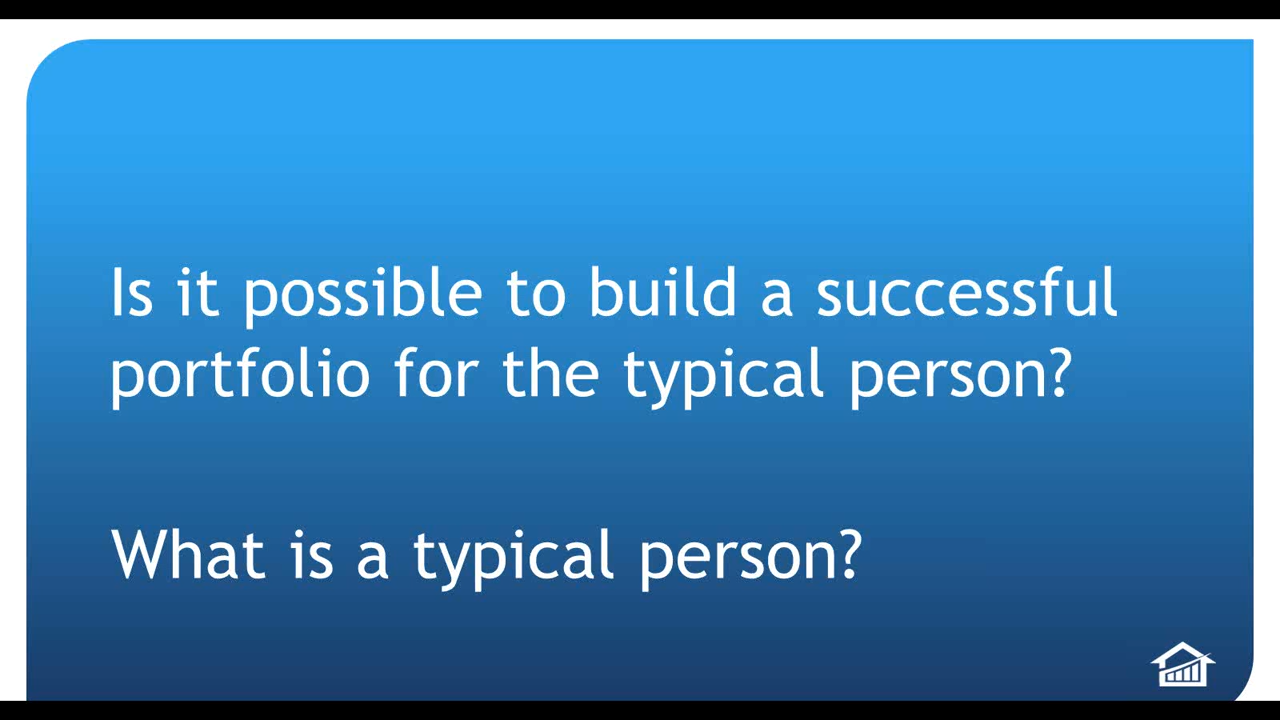 Is it possible to build a successful
portfolio for the typical person?
What is a typical person?